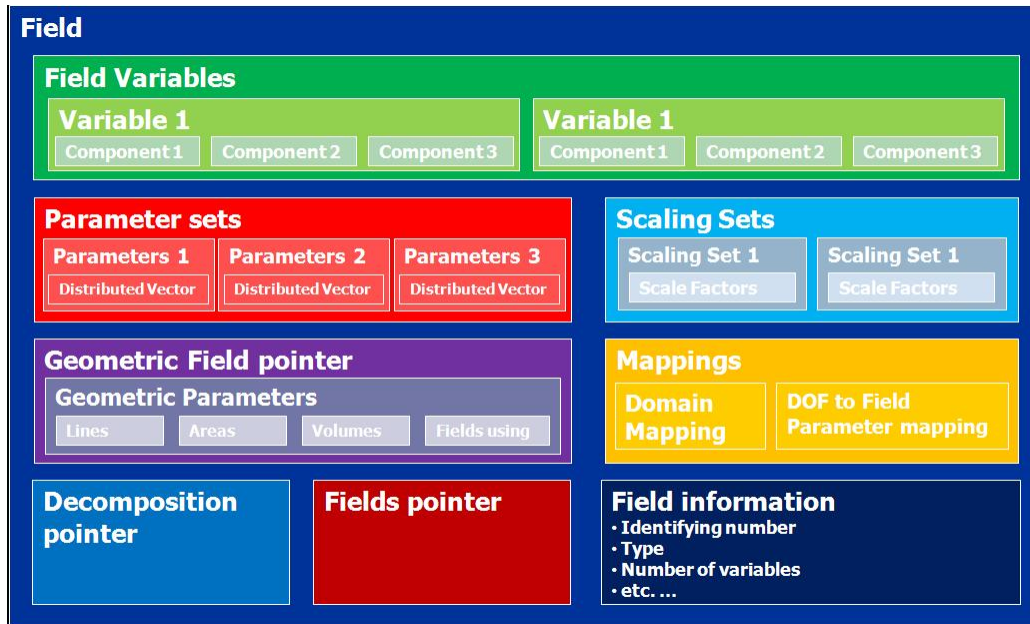 Field
Field Variables
Variable 1
Component 1 Component 2 Component 3
Variable 1
Component 1 Component 2 Component 3
Parameter sets
Parameters 1 Parameters 2 Parameters 3
Distributed Vector Distributed Vector Distributed Vector
Scaling Sets
Scaling Set 1 Scaling Set 1
Scale Factors Scale Factors
Geometric Field pointer
Geometric Parameters
Lines Areas Volumes Fields using
Mappings
Domain
Mapping
DOF to Field
Parameter mapping
Decomposition
pointer
Fields pointer
Field information
• Identifying number
• Type
• Number of variables
• etc. ...